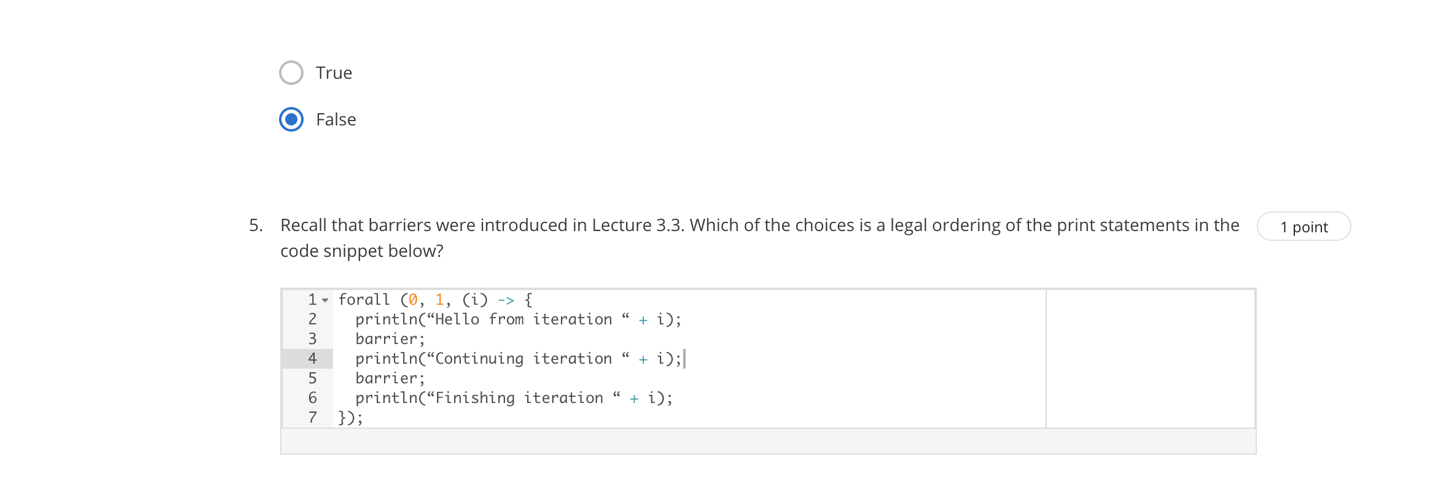 True
False
5. Recall that barriers were introduced in Lecture 3.3. Which of the choices is a legal ordering of the print statements in the
1 point
code snippet below?
1 forall (0, 1, (i) -> {
2 println(“Hello from iteration “ + i);
3 barrier;
4 println(“Continuing iteration “ + i);
5 barrier;
6 println(“Finishing iteration “ + i);
7 });